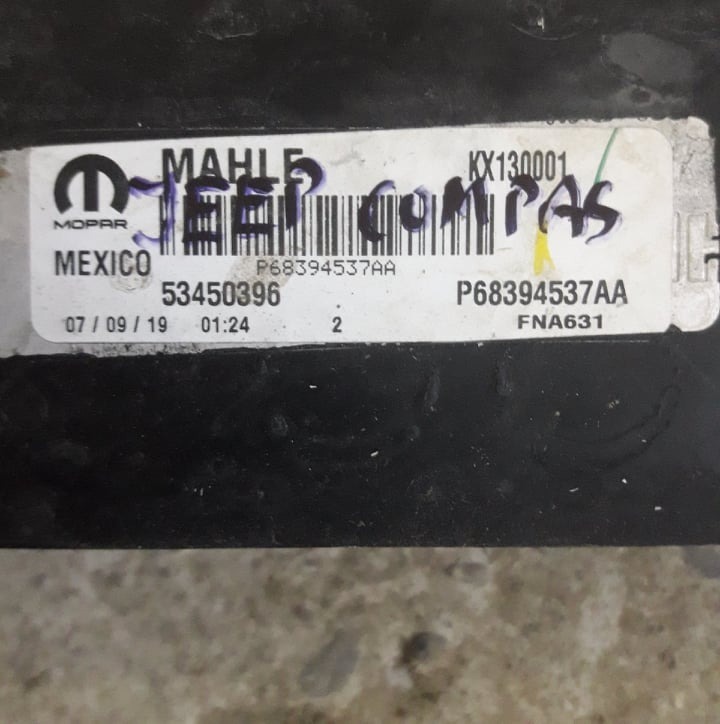 MAHLE KX130001
JEEP COMPAS
MOPAR
MEXICO P68394537AA
53450396 P68394537AA
07 / 09 / 19 01:24 2 FNA631